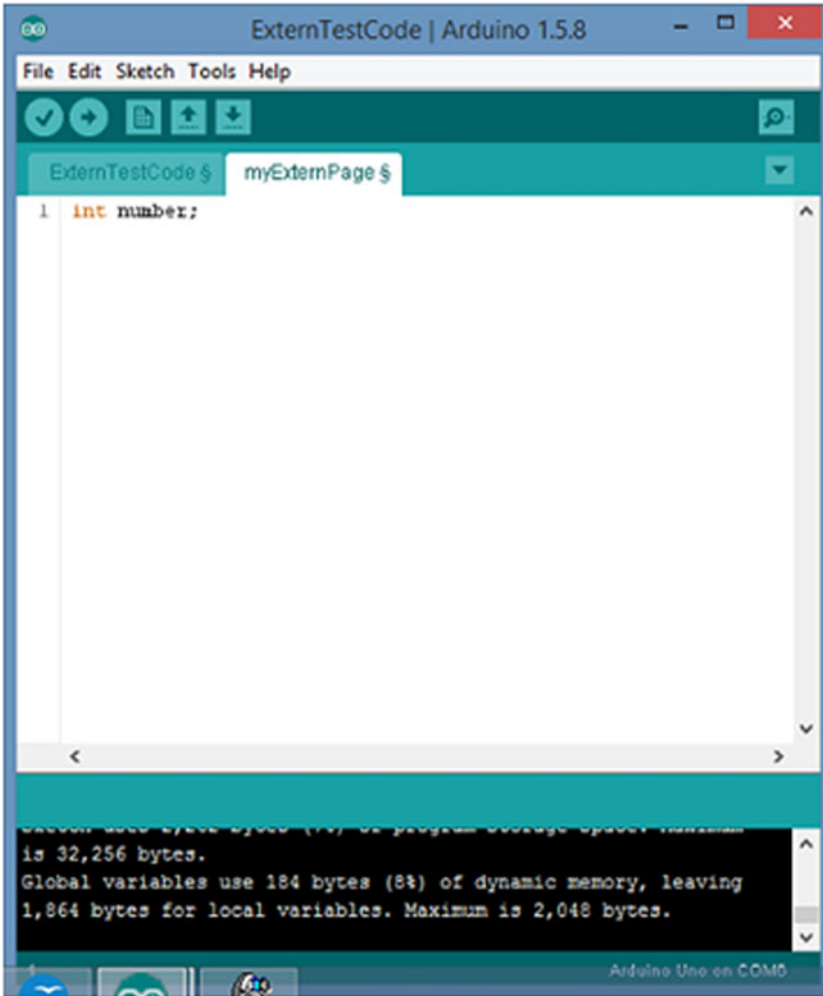 ExternTestCode | Arduino 1.5.8
File Edit Sketch Tools Help
ExternTestCode § myExternPage §
1 int number;
is 32,256 bytes.
Global variables use 184 bytes (8%) of dynamic memory, leaving
1,864 bytes for local variables. Maximum is 2,048 bytes.
Arduino Uno on COM6